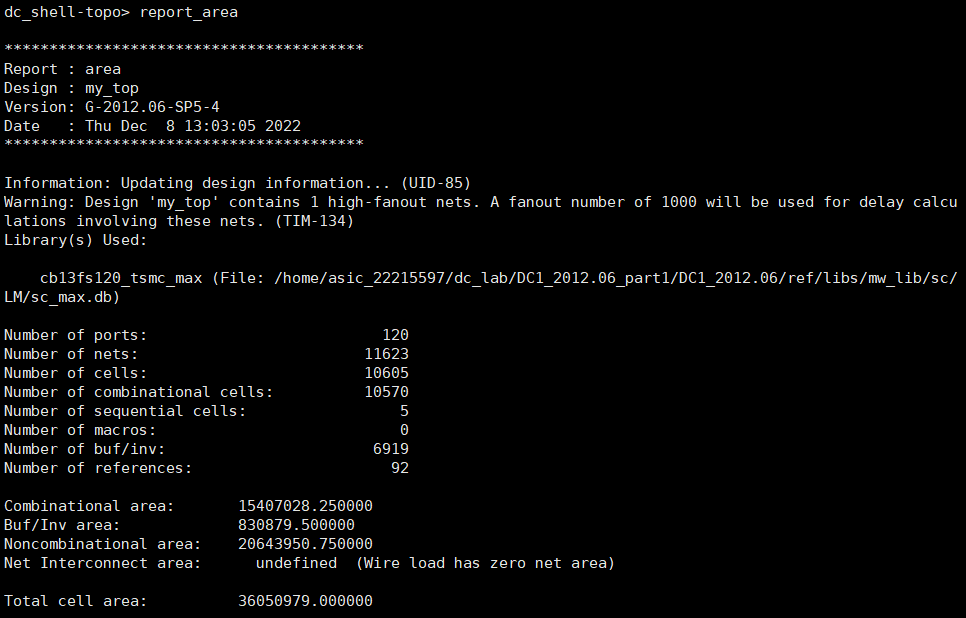 dc_shell-topo> report_area
****************************************
Report : area
Design : my_top
Version: G-2012.06-SP5-4
Date   : Thu Dec  8 13:03:05 2022
****************************************
Information: Updating design information... (UID-85)
Warning: Design 'my_top' contains 1 high-fanout nets. A fanout number of 1000 will be used for delay calcu
lations involving these nets. (TIM-134)
Library(s) Used:
    cb13fs120_tsmc_max (File: /home/asic_22215597/dc_lab/DC1_2012.06_part1/DC1_2012.06/ref/libs/mw_lib/sc/
LM/sc_max.db)
Number of ports:                          120
Number of nets:                         11623
Number of cells:                        10605
Number of combinational cells:          10570
Number of sequential cells:                 5
Number of macros:                           0
Number of buf/inv:                       6919
Number of references:                      92
Combinational area:       15407028.250000
Buf/Inv area:             830879.500000
Noncombinational area:    20643950.750000
Net Interconnect area:      undefined  (Wire load has zero net area)
Total cell area:          36050979.000000